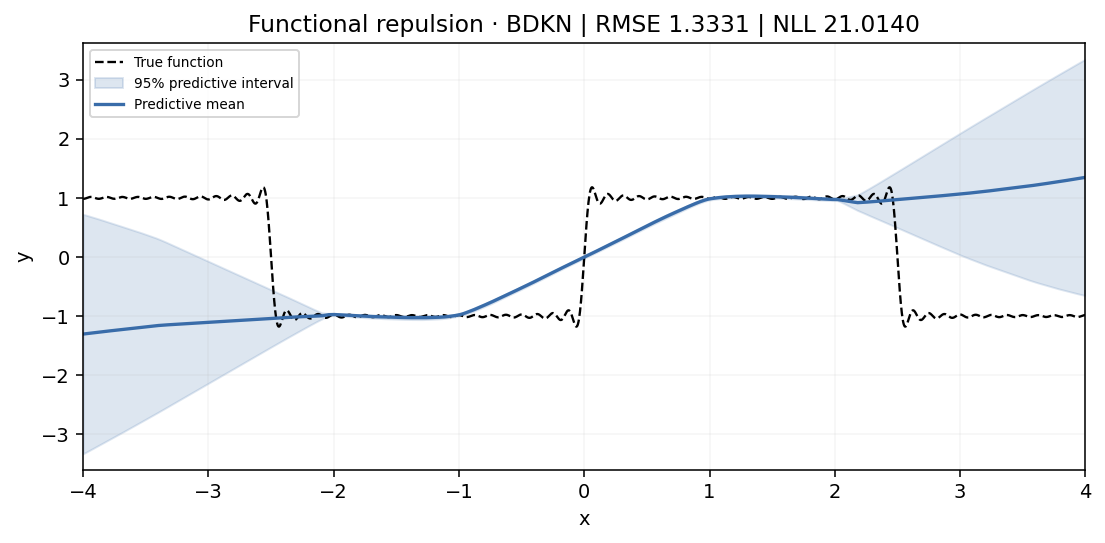 Functional repulsion · BDKN | RMSE 1.3331 | NLL 21.0140
True function
95% predictive interval
Predictive mean
3
2
1
0
−1
−2
−3
y
−4
−3
−2
−1
0
1
2
3
4
x